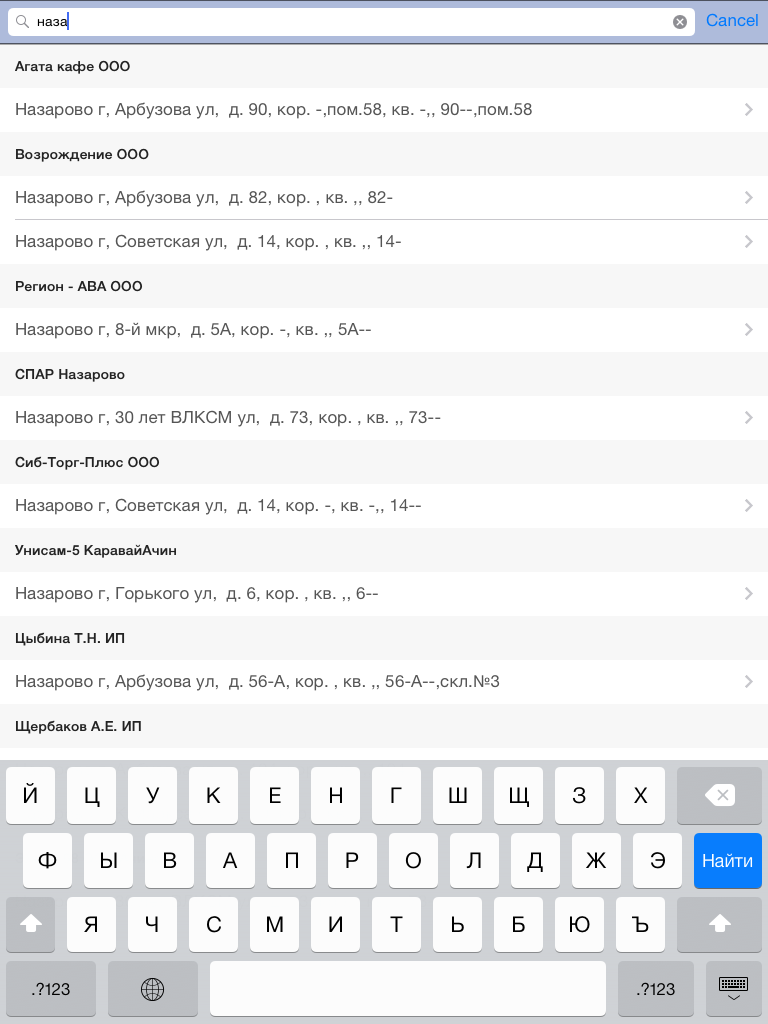 наза
Cancel
Агата кафе ООО
Назарово г, Арбузова ул,  д. 90, кор. -,пом.58, кв. -,, 90--,пом.58
Возрождение ООО
Назарово г, Арбузова ул,  д. 82, кор. , кв. ,, 82-
Назарово г, Советская ул,  д. 14, кор. , кв. ,, 14-
Регион - АВА ООО
Назарово г, 8-й мкр,  д. 5А, кор. -, кв. ,, 5А--
СПАР Назарово
Назарово г, 30 лет ВЛКСМ ул,  д. 73, кор. , кв. ,, 73--
Сиб-Торг-Плюс ООО
Назарово г, Советская ул,  д. 14, кор. -, кв. -,, 14--
Унисам-5 КаравайАчин
Назарово г, Горького ул,  д. 6, кор. , кв. ,, 6--
Цыбина Т.Н. ИП
Назарово г, Арбузова ул,  д. 56-А, кор. , кв. ,, 56-А--,скл.№3
Щербаков А.Е. ИП
Й Ц У К Е Н Г Ш Щ З Х
Ф Ы В А П Р О Л Д Ж Э Найти
Я Ч С М И Т Ь Б Ю Ъ
.?123 .?123